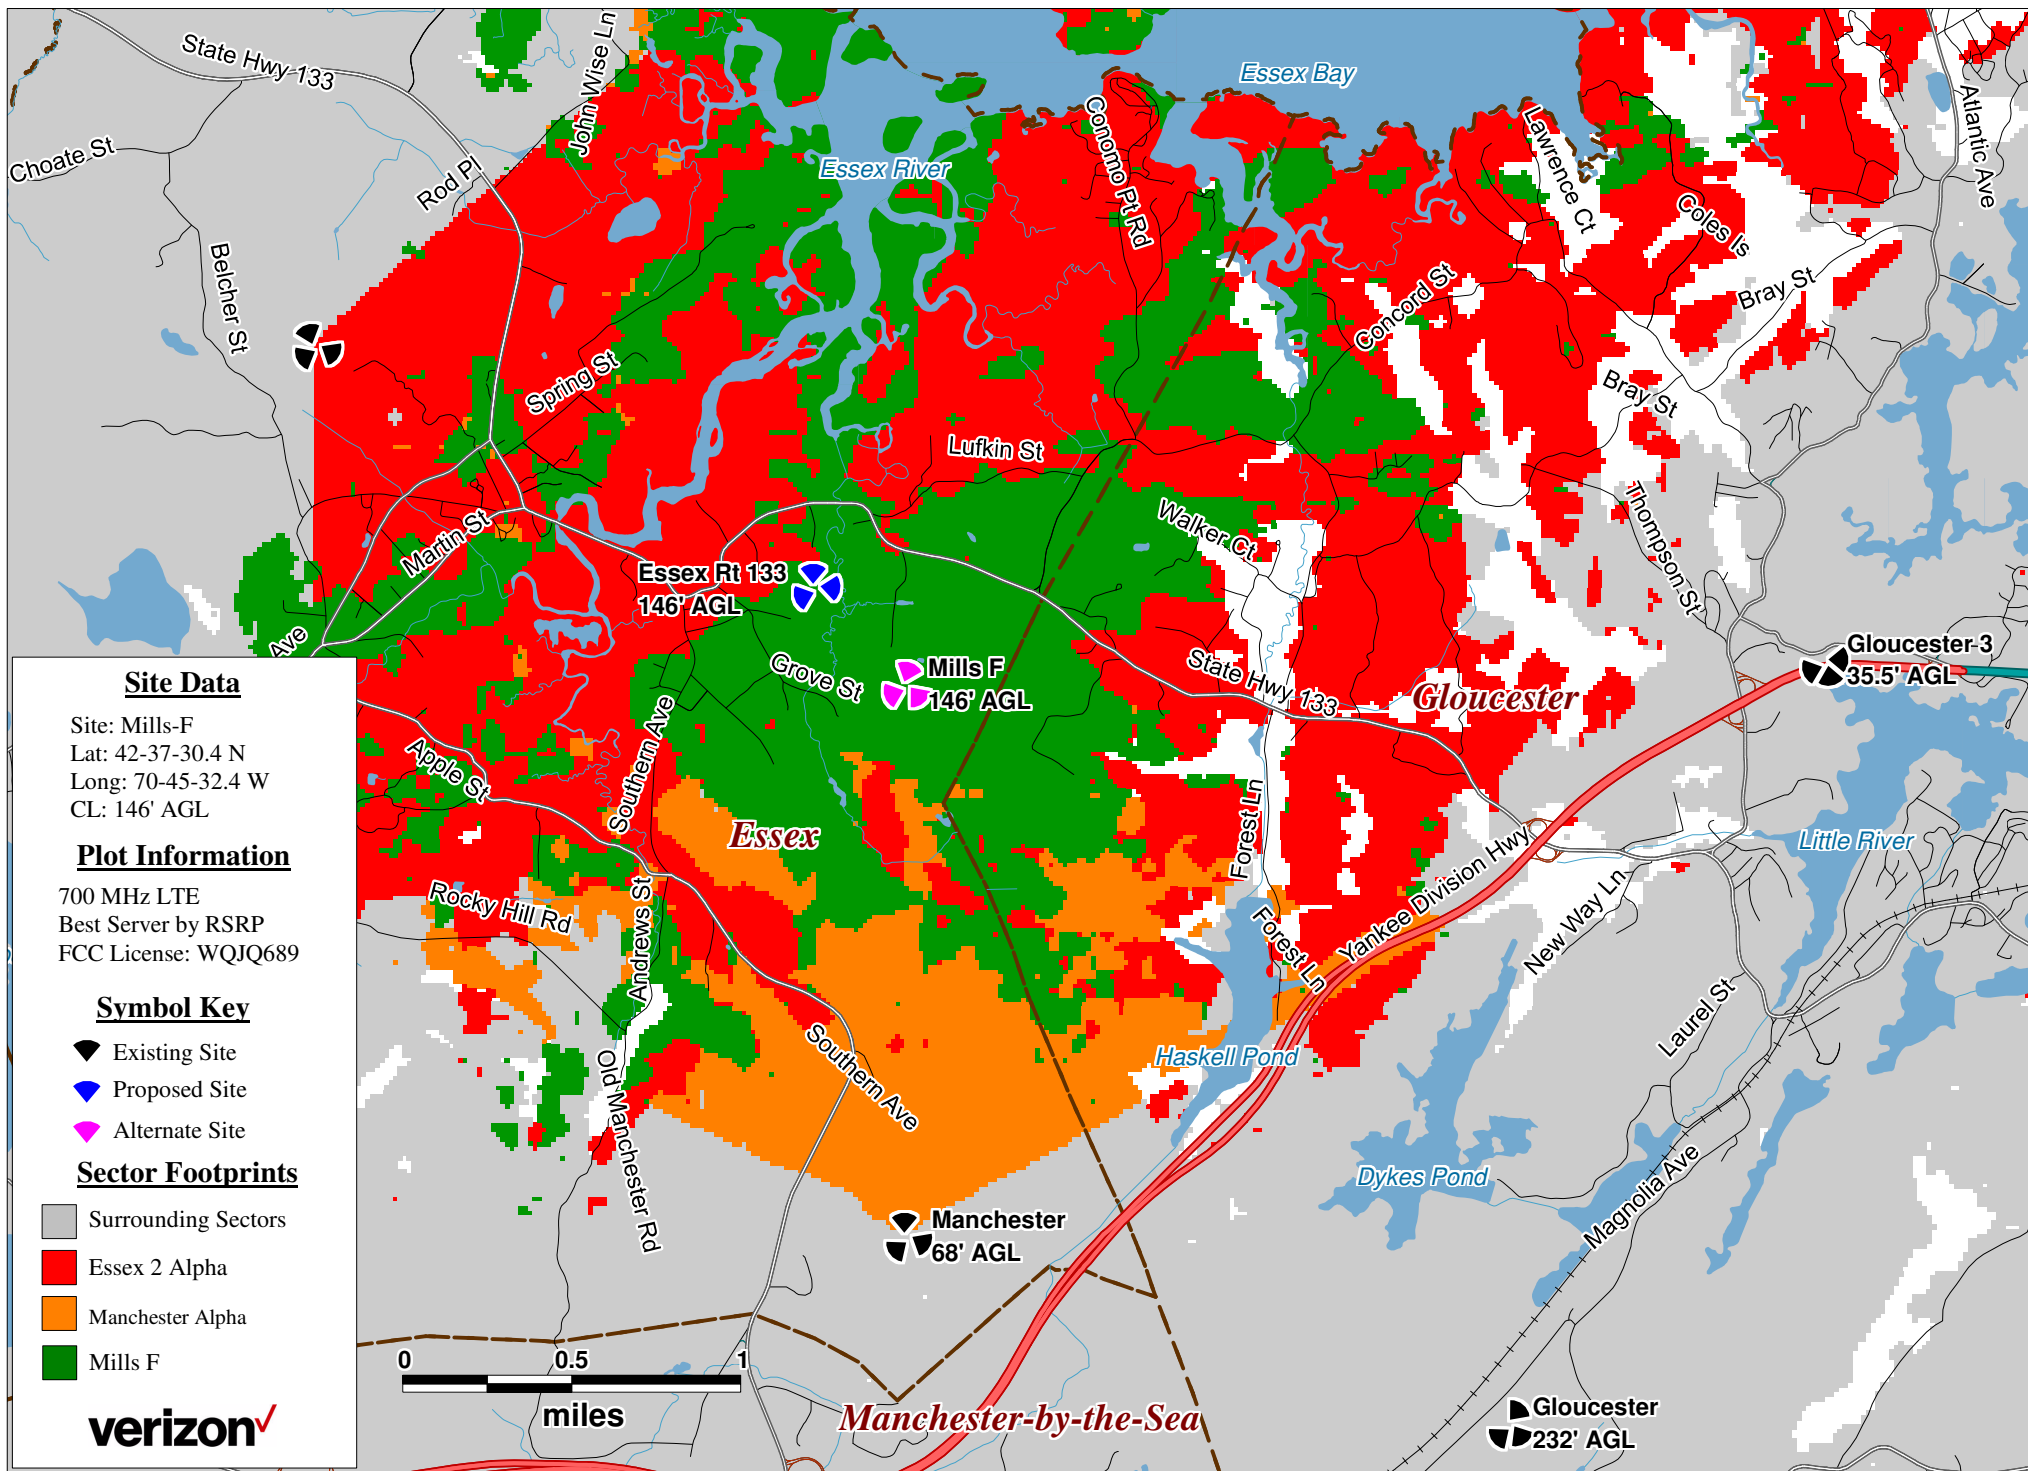 State Hwy 133
John Wise Ln
Essex Bay
Choate St
Rod Pl
Essex River
Conomo Pt Rd
Lawrence Ct
Atlantic Ave
Coles Is
Belcher St
Bray St
Concord St
Spring St
Bray St
Lufkin St
Martin St
Walker Ct
Thompson St
Essex Rt 133
146' AGL
Ave
Grove St
Mills F
146' AGL
State Hwy 133
Gloucester
Gloucester-3
35.5' AGL
Apple St
Southern Ave
Essex
Forest Ln
Little River
Rocky Hill Rd
Andrews St
Forest Ln
Yankee Division Hwy
New Way Ln
Laurel St
Old Manchester Rd
Southern Ave
Haskell Pond
Dykes Pond
Magnolia Ave
Manchester
68' AGL
Manchester-by-the-Sea
Gloucester
232' AGL
0 0.5 1
miles
Site Data
Site: Mills-F
Lat: 42-37-30.4 N
Long: 70-45-32.4 W
CL: 146' AGL
Plot Information
700 MHz LTE
Best Server by RSRP
FCC License: WQJQ689
Symbol Key
Existing Site
Proposed Site
Alternate Site
Sector Footprints
Surrounding Sectors
Essex 2 Alpha
Manchester Alpha
Mills F
verizon